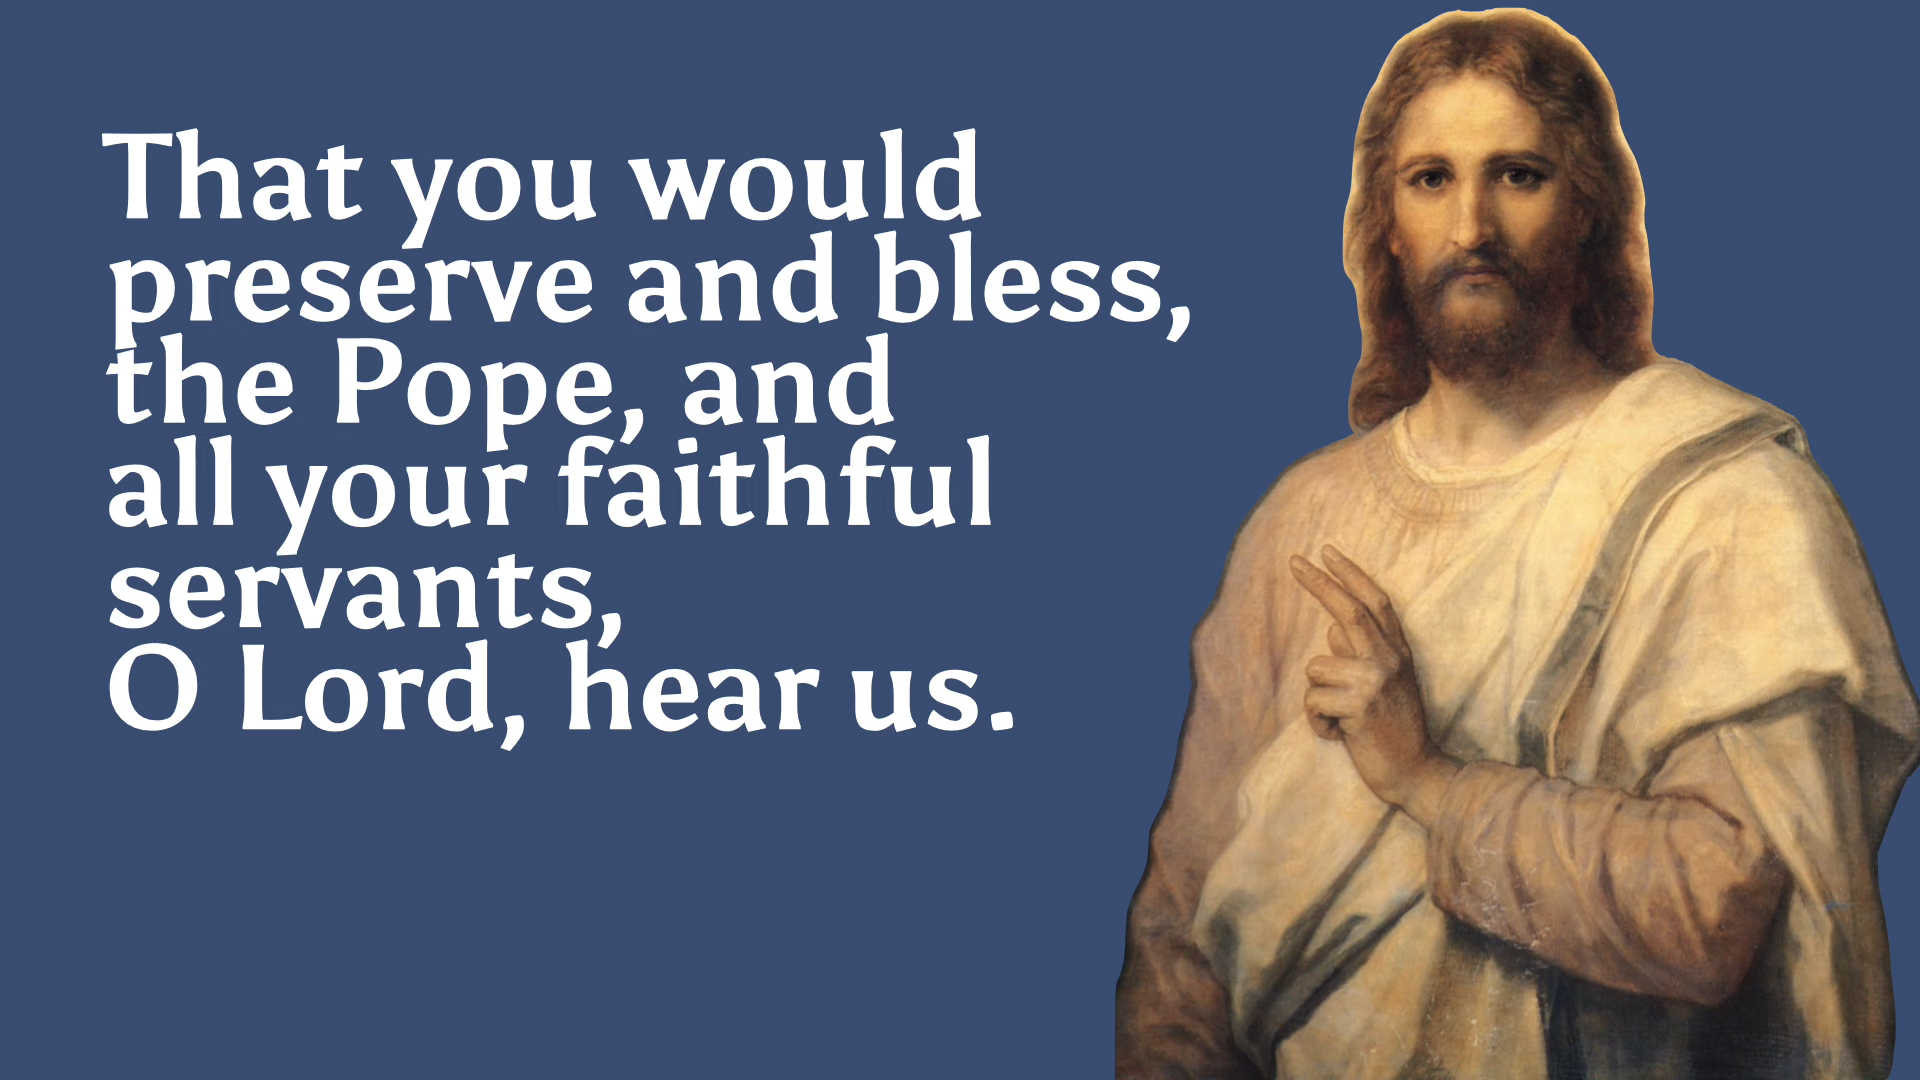 That you would
preserve and bless,
the Pope, and
all your faithful
servants,
O Lord, hear us.